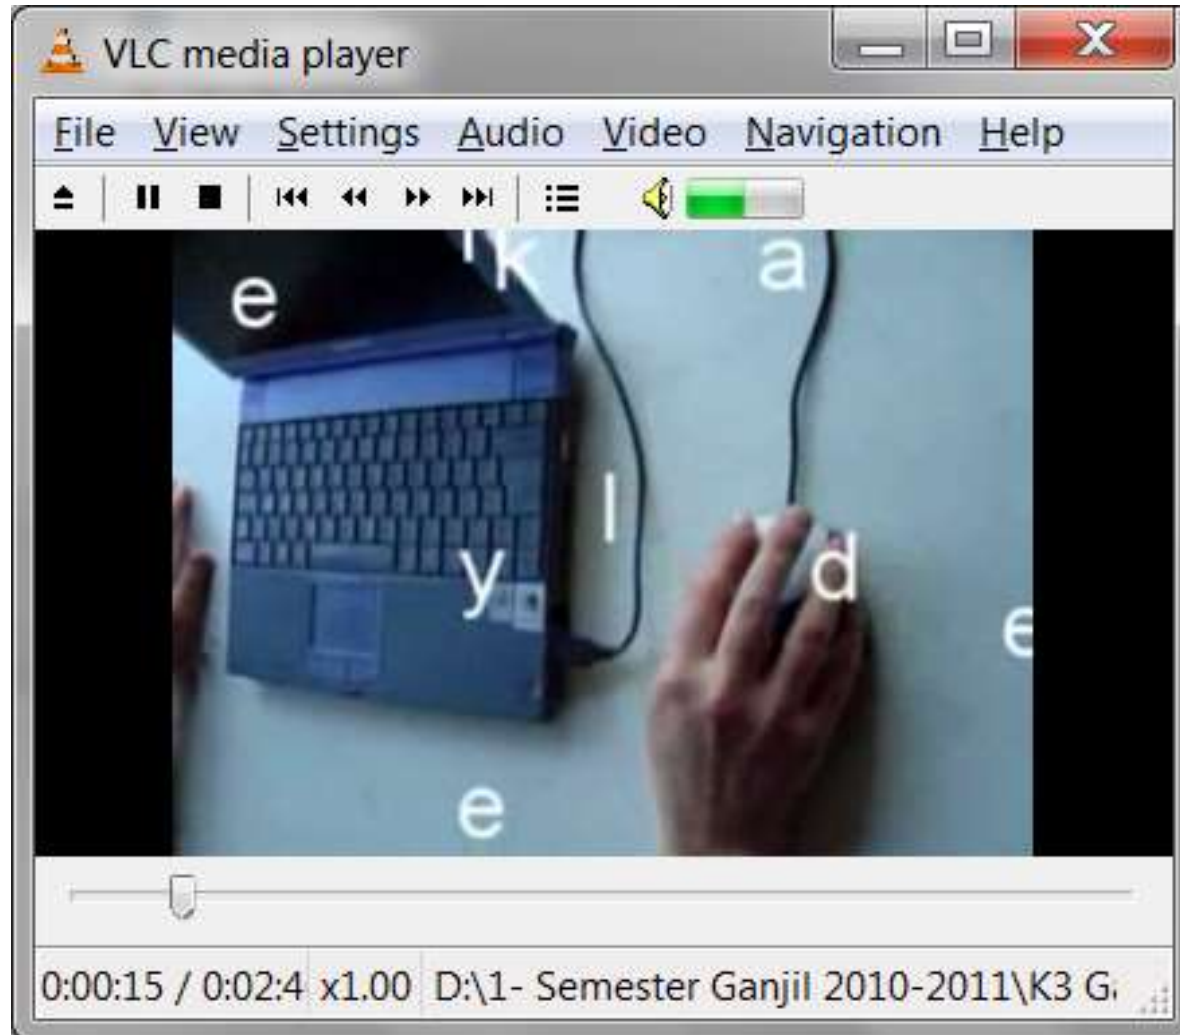 VLC media player
File View Settings Audio Video Navigation Help
k a
e
l
y d
e
e
0:00:15 / 0:02:4 x1.00 D:\1- Semester Ganjil 2010-2011\K3 G